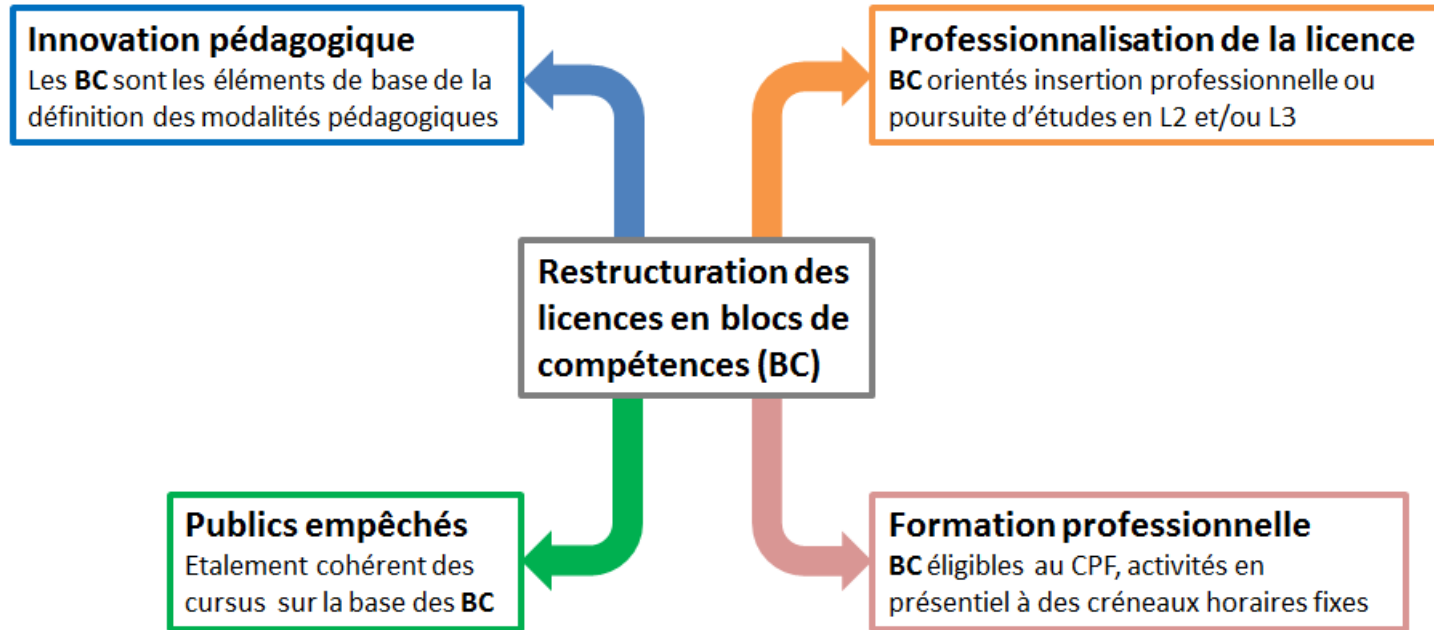 Innovation pédagogique
Les BC sont les éléments de base de la
définition des modalités pédagogiques
Professionnalisation de la licence
BC orientés insertion professionnelle ou
poursuite d'études en L2 et/ou L3
Restructuration des
licences en blocs de
compétences (BC)
Publics empêchés
Etalement cohérent des
cursus sur la base des BC
Formation professionnelle
BC éligibles au CPF, activités en
présentiel à des créneaux horaires fixes